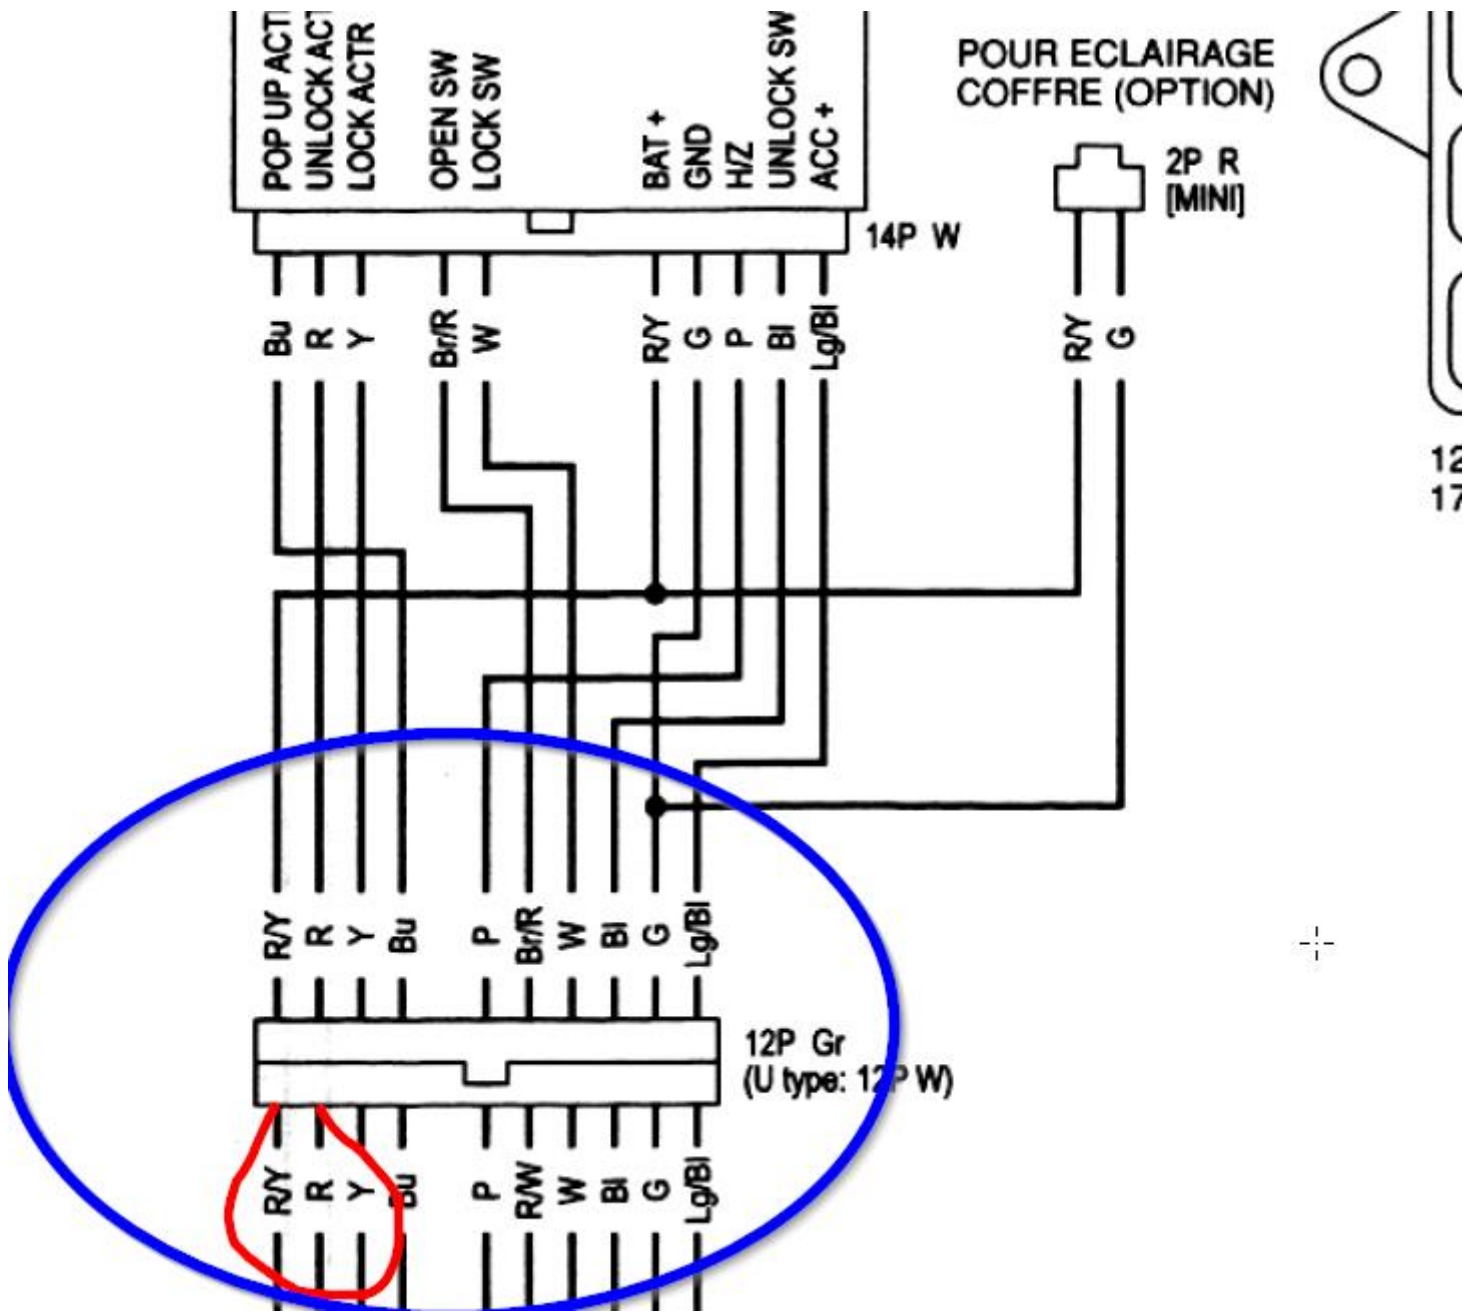 POP UP ACT
UNLOCK ACT
LOCK ACTR
OPEN SW
LOCK SW
BAT +
GND
H/Z
UNLOCK SW
ACC +
POUR ECLAIRAGE
COFFRE (OPTION)
2P R
[MINI]
14P W
Bu
R
Y
Br/R
W
R/Y
G
P
Bl
Lg/Bl
R/Y
G
12
17
R/Y
R
Y
Bu
P
Br/R
W
Bl
G
Lg/Bl
12P Gr
(U type: 12P W)
R/Y
R
Y
Bu
P
R/W
W
Bl
G
Lg/Bl